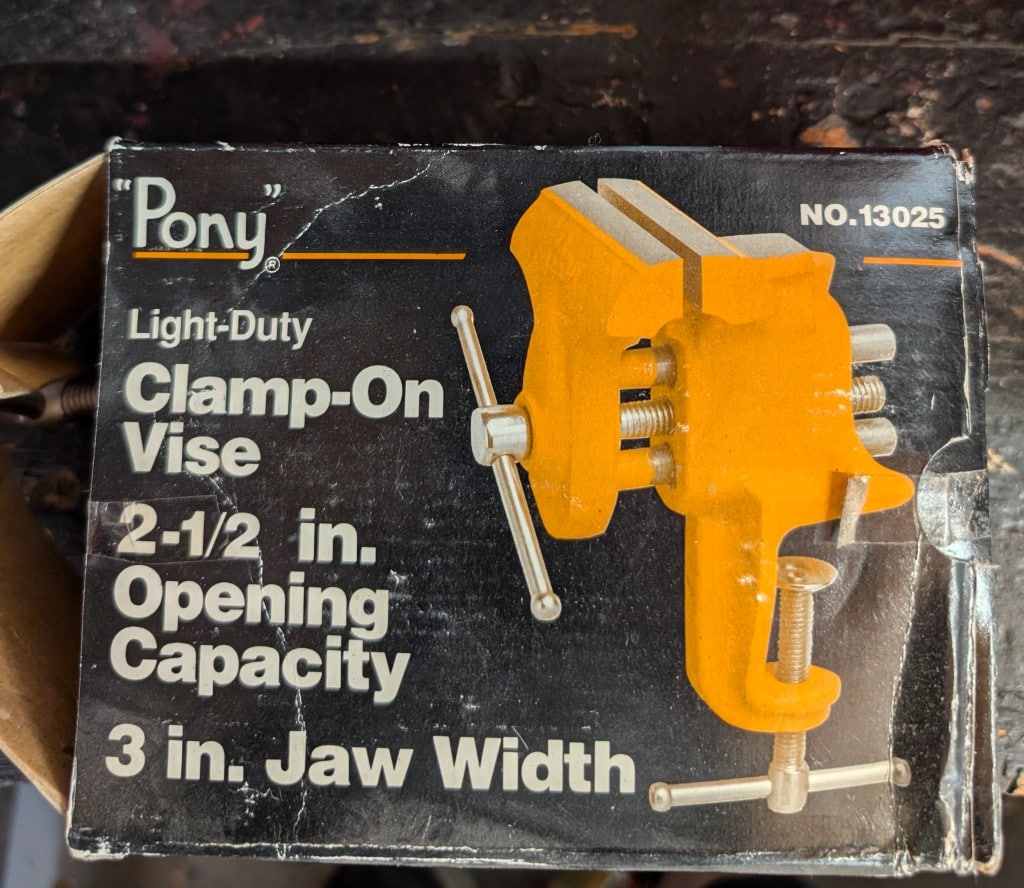 "Pony"®
NO.13025
Light-Duty
Clamp-On
Vise
2-1/2 in.
Opening
Capacity
3 in. Jaw Width